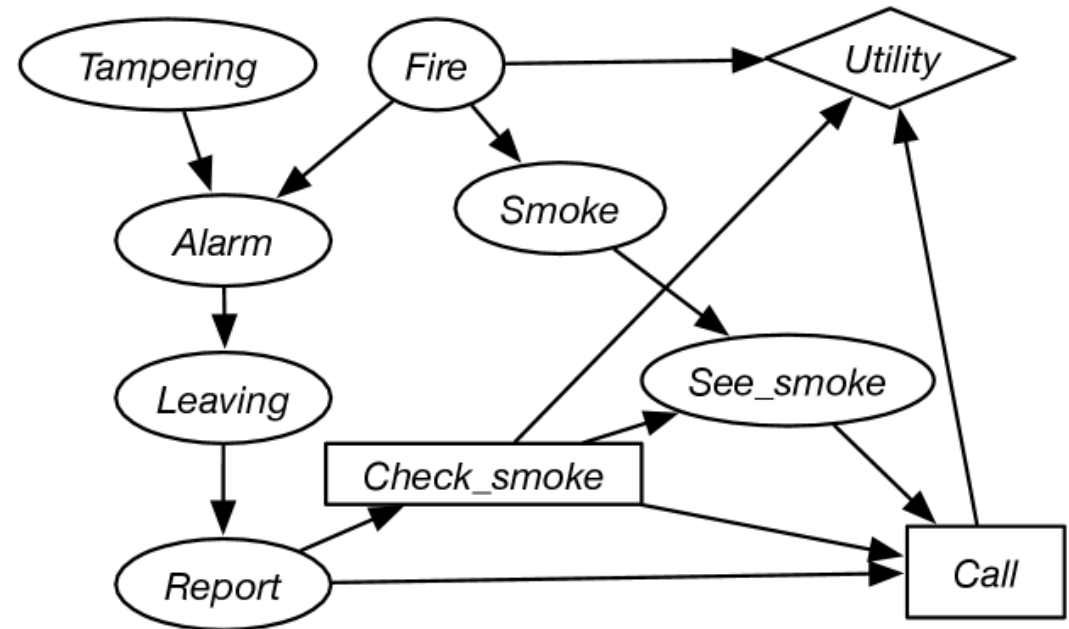 Tampering
Fire
Utility
Smoke
Alarm
See_smoke
Leaving
Check_smoke
Report
Call